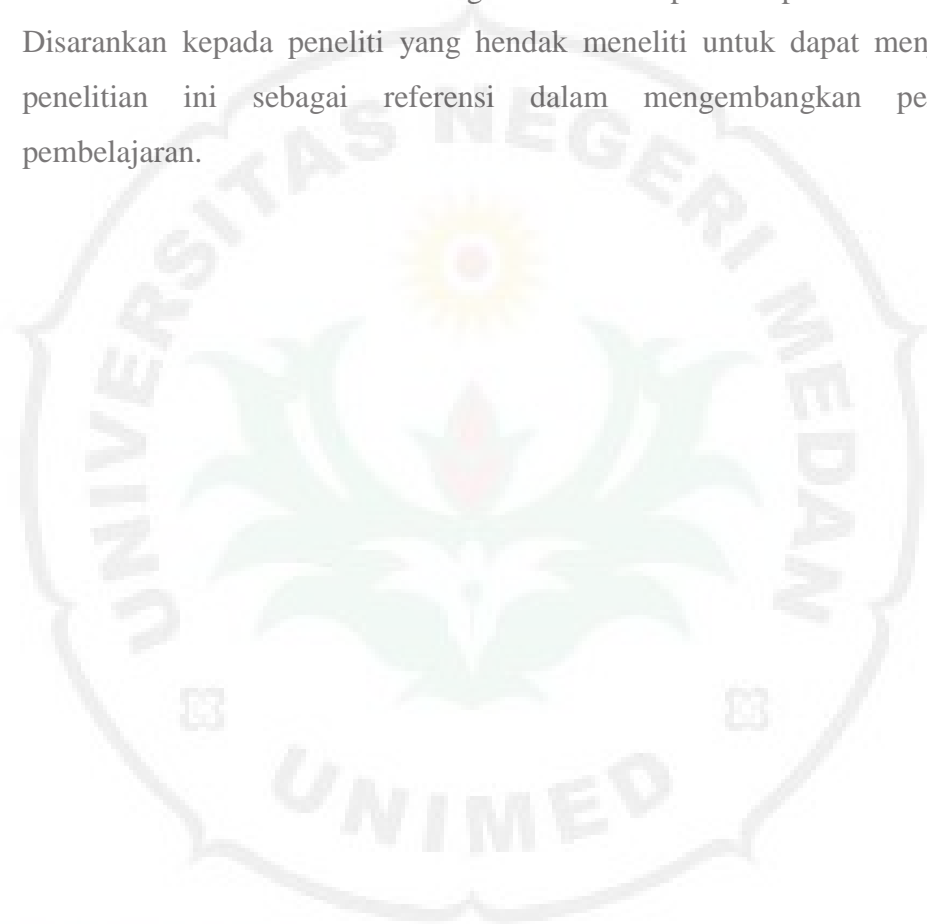 Disarankan kepada peneliti yang hendak meneliti untuk dapat men
penelitian ini sebagai referensi dalam mengembangkan pe
pembelajaran.
UNIVERSITAS NEGERI MEDAN
UNIMED